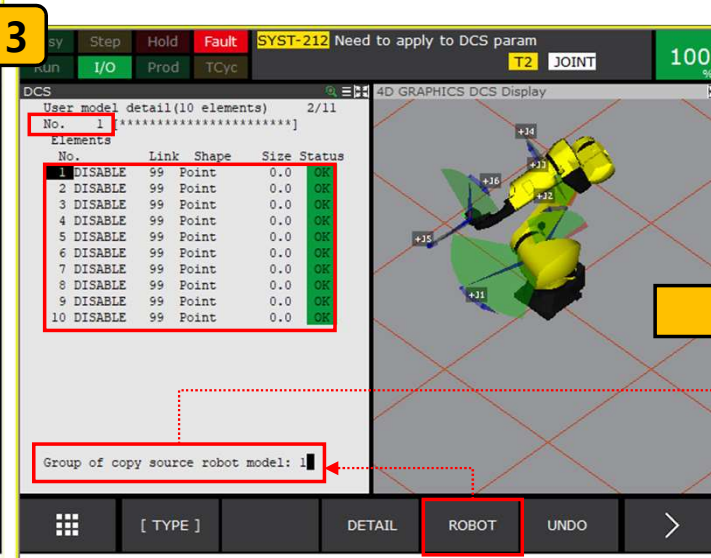 3
Step Hold Fault SYST-212 Need to apply to DCS param
Run I/O Prod TCyc T2 JOINT 100
%
DCS 4D GRAPHICS DCS Display
User model detail(10 elements) 2/11
No. 1 [**********************]
Elements
No. Link Shape Size Status
1 DISABLE 99 Point 0.0 OK
2 DISABLE 99 Point 0.0 OK
3 DISABLE 99 Point 0.0 OK
4 DISABLE 99 Point 0.0 OK
5 DISABLE 99 Point 0.0 OK
6 DISABLE 99 Point 0.0 OK
7 DISABLE 99 Point 0.0 OK
8 DISABLE 99 Point 0.0 OK
9 DISABLE 99 Point 0.0 OK
10 DISABLE 99 Point 0.0 OK
+J4
+J3
+J6
+J2
+J5
+J1
Group of copy source robot model: 1
[ TYPE ] DETAIL ROBOT UNDO >